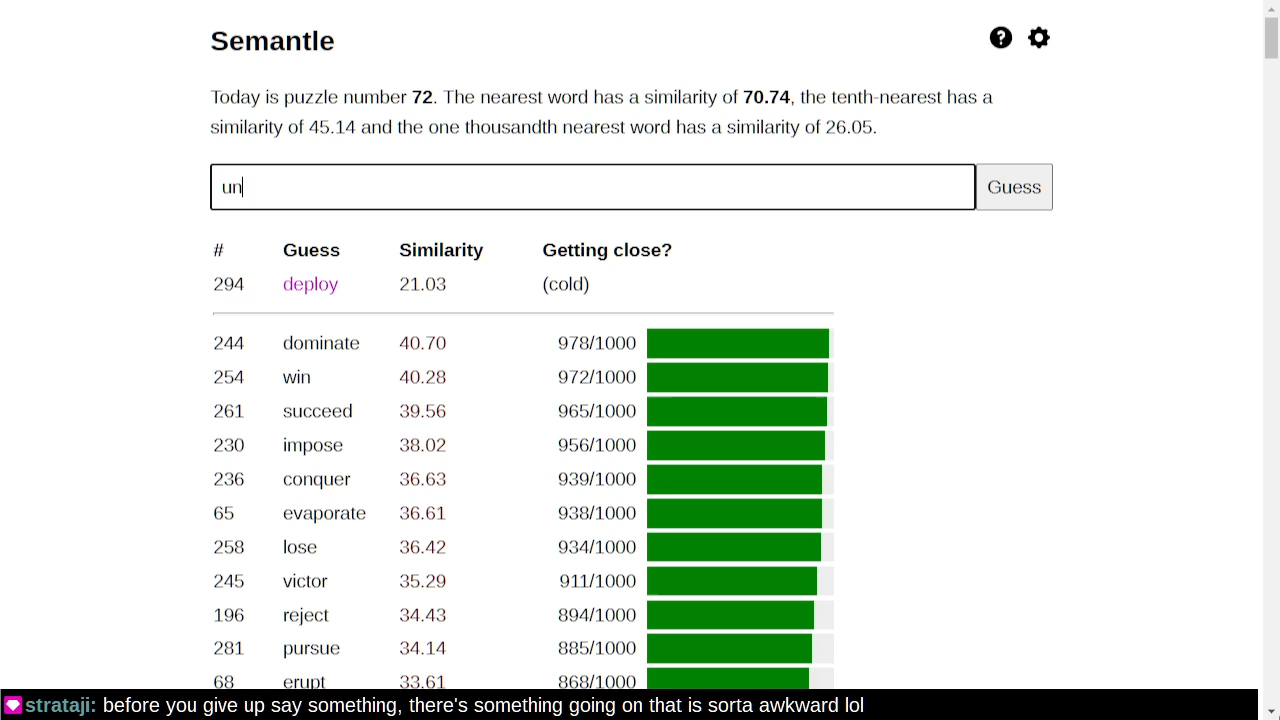 Semantle
Today is puzzle number 72. The nearest word has a similarity of 70.74, the tenth-nearest has a
similarity of 45.14 and the one thousandth nearest word has a similarity of 26.05.
un Guess
# Guess Similarity Getting close?
294 deploy 21.03 (cold)
244 dominate 40.70 978/1000
254 win 40.28 972/1000
261 succeed 39.56 965/1000
230 impose 38.02 956/1000
236 conquer 36.63 939/1000
65 evaporate 36.61 938/1000
258 lose 36.42 934/1000
245 victor 35.29 911/1000
196 reject 34.43 894/1000
281 pursue 34.14 885/1000
68 erupt 33.61 868/1000
strataji: before you give up say something, there's something going on that is sorta awkward lol